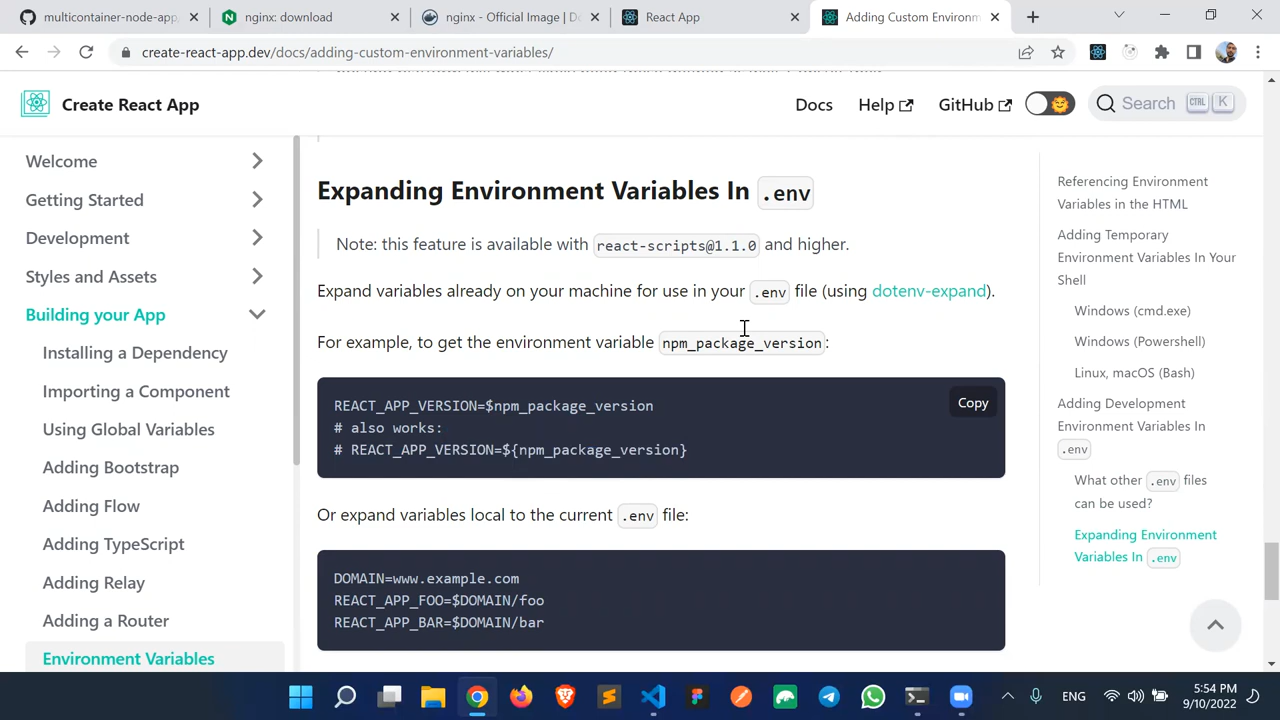 multicontainer-node-app
nginx: download
nginx - Official Image | Do
React App
Adding Custom Environm
create-react-app.dev/docs/adding-custom-environment-variables/
Create React App
Docs
Help
GitHub
Search
CTRL
K
Welcome
Getting Started
Development
Styles and Assets
Building your App
Installing a Dependency
Importing a Component
Using Global Variables
Adding Bootstrap
Adding Flow
Adding TypeScript
Adding Relay
Adding a Router
Environment Variables
Expanding Environment Variables In .env
Note: this feature is available with react-scripts@1.1.0 and higher.
Expand variables already on your machine for use in your .env file (using dotenv-expand).
For example, to get the environment variable npm_package_version:
Copy
REACT_APP_VERSION=$npm_package_version
# also works:
# REACT_APP_VERSION=${npm_package_version}
Or expand variables local to the current .env file:
DOMAIN=www.example.com
REACT_APP_FOO=$DOMAIN/foo
REACT_APP_BAR=$DOMAIN/bar
Referencing Environment
Variables in the HTML
Adding Temporary
Environment Variables In Your
Shell
Windows (cmd.exe)
Windows (Powershell)
Linux, macOS (Bash)
Adding Development
Environment Variables In
.env
What other .env files
can be used?
Expanding Environment
Variables In .env
ENG
5:54 PM
9/10/2022